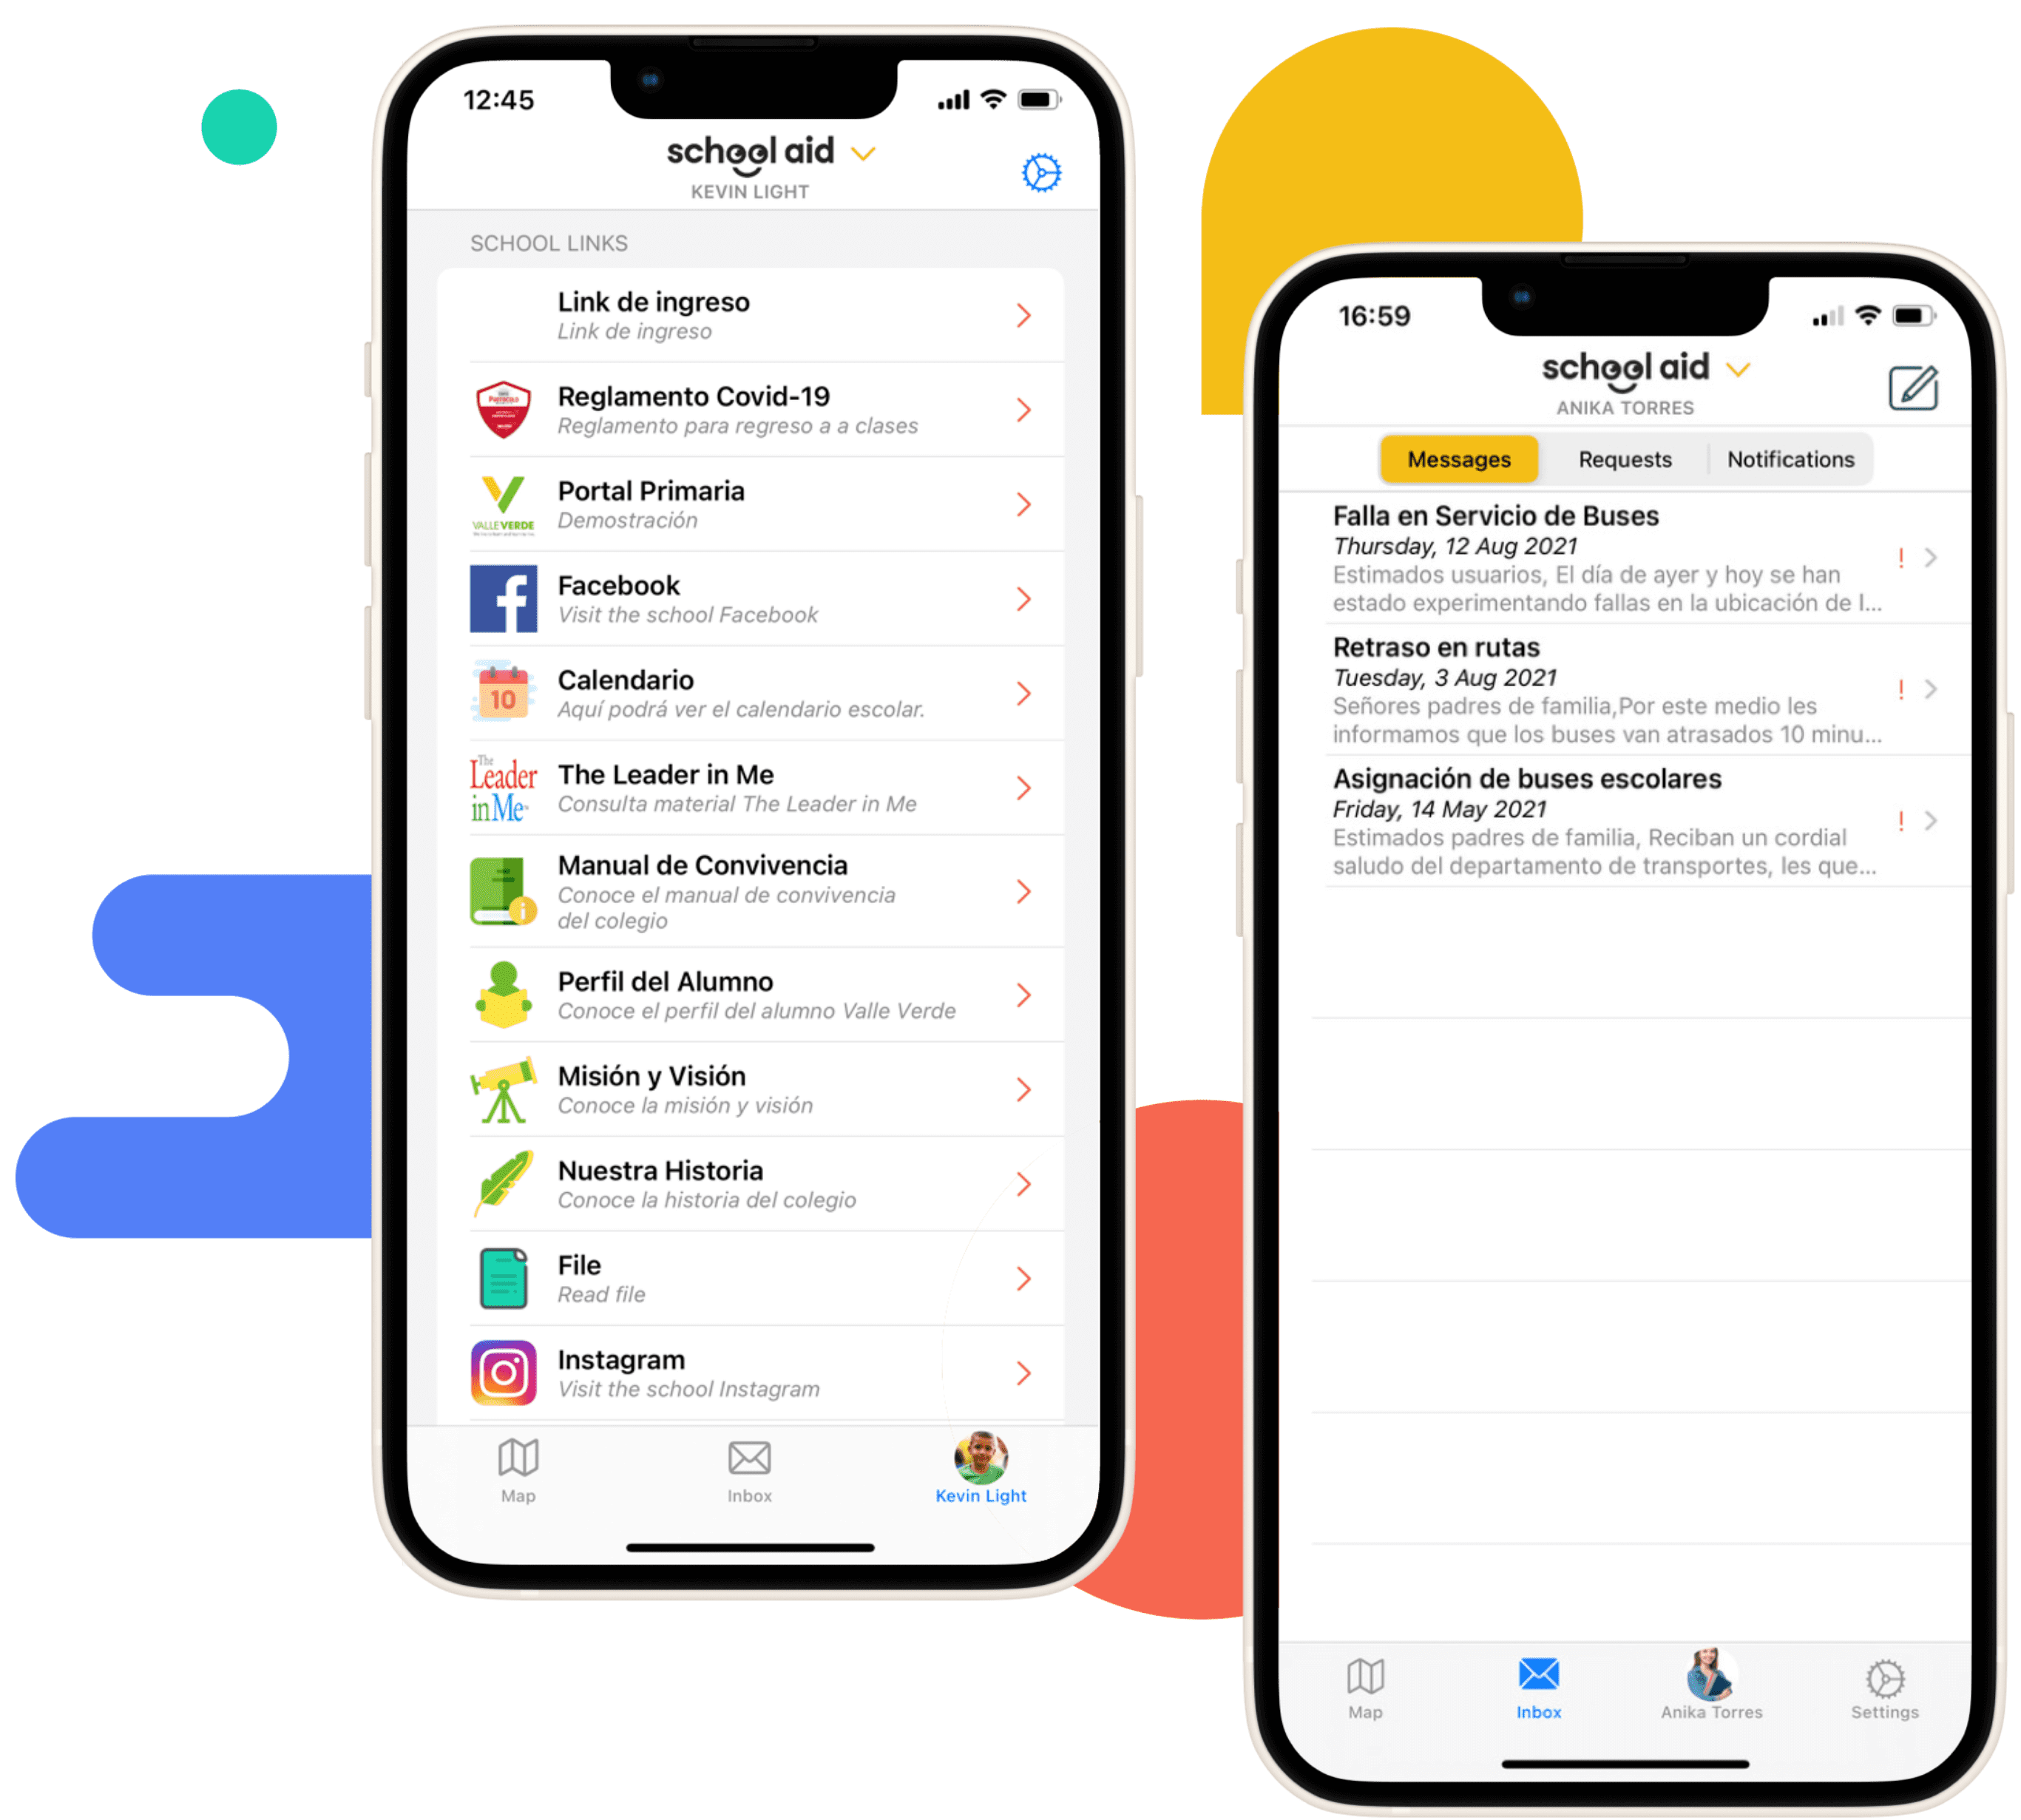 12:45
school aid
KEVIN LIGHT
SCHOOL LINKS
Link de ingreso
Link de ingreso
Reglamento Covid-19
Reglamento para regreso a a clases
VALLEVERDE
Portal Primaria
Demostración
Facebook
Visit the school Facebook
10
Calendario
Aquí podrá ver el calendario escolar.
The
Leader
in Me
The Leader in Me
Consulta material The Leader in Me
Manual de Convivencia
Conoce el manual de convivencia
del colegio
Perfil del Alumno
Conoce el perfil del alumno Valle Verde
Misión y Visión
Conoce la misión y visión
Nuestra Historia
Conoce la historia del colegio
File
Read file
Instagram
Visit the school Instagram
Map
Inbox
Kevin Light
16:59
school aid
ANIKA TORRES
Messages Requests Notifications
Falla en Servicio de Buses
Thursday, 12 Aug 2021
Estimados usuarios, El día de ayer y hoy se han
estado experimentando fallas en la ubicación de l...
Retraso en rutas
Tuesday, 3 Aug 2021
Señores padres de familia,Por este medio les
informamos que los buses van atrasados 10 minu...
Asignación de buses escolares
Friday, 14 May 2021
Estimados padres de familia, Reciban un cordial
saludo del departamento de transportes, les que...
Map
Inbox
Anika Torres
Settings